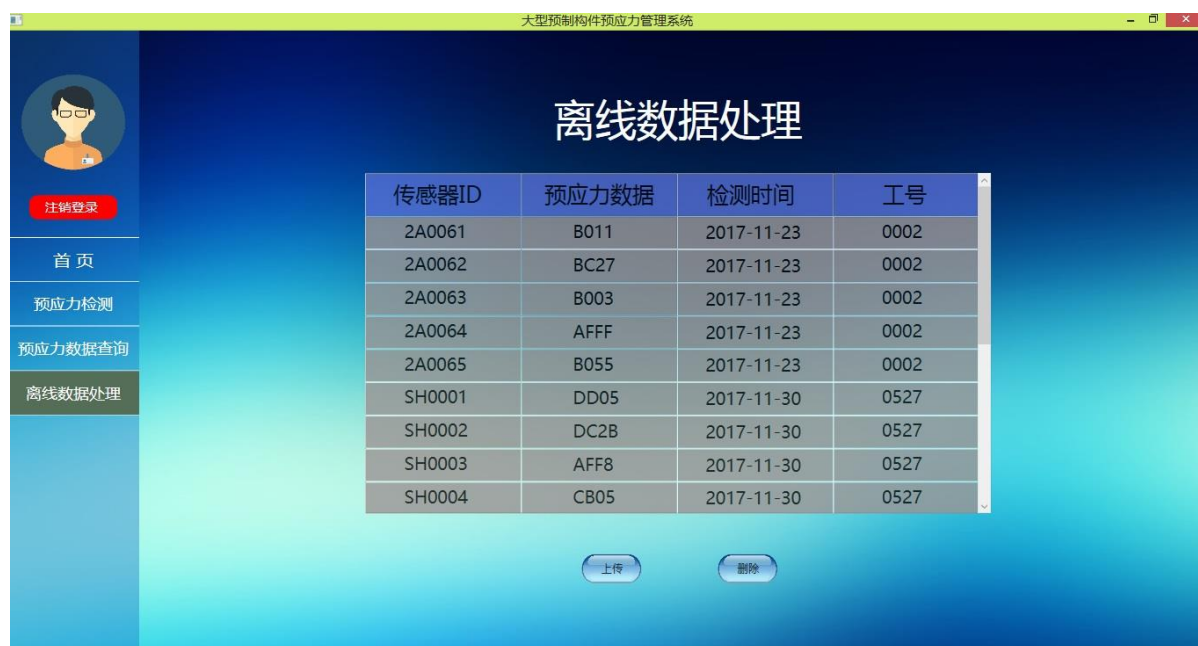 大型预制构件预应力管理系统
注销登录
首页
预应力检测
预应力数据查询
离线数据处理
离线数据处理
传感器ID 预应力数据 检测时间 工号
2A0061 B011 2017-11-23 0002
2A0062 BC27 2017-11-23 0002
2A0063 B003 2017-11-23 0002
2A0064 AFFF 2017-11-23 0002
2A0065 B055 2017-11-23 0002
SH0001 DD05 2017-11-30 0527
SH0002 DC2B 2017-11-30 0527
SH0003 AFF8 2017-11-30 0527
SH0004 CB05 2017-11-30 0527
上传 删除